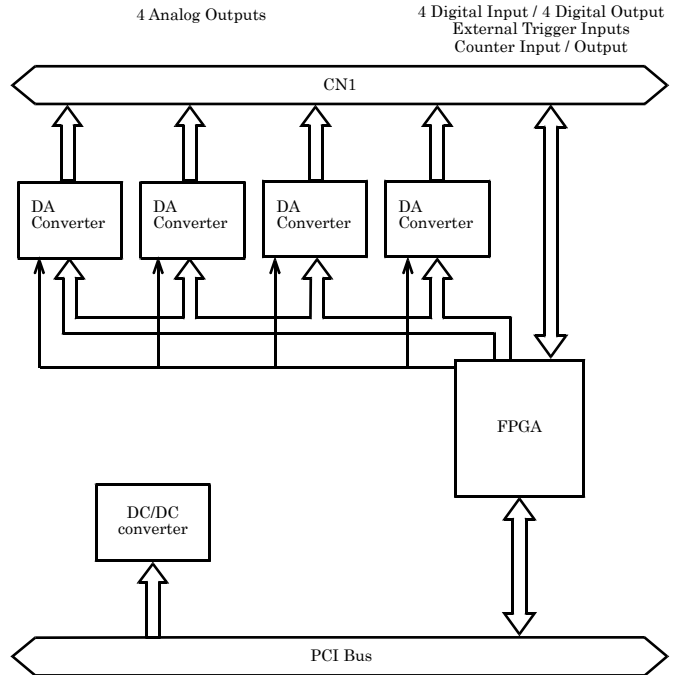 4 Analog Outputs
4 Digital Input / 4 Digital Output
External Trigger Inputs
Counter Input / Output
CN1
DA
Converter
DA
Converter
DA
Converter
DA
Converter
FPGA
DC/DC
converter
PCI Bus